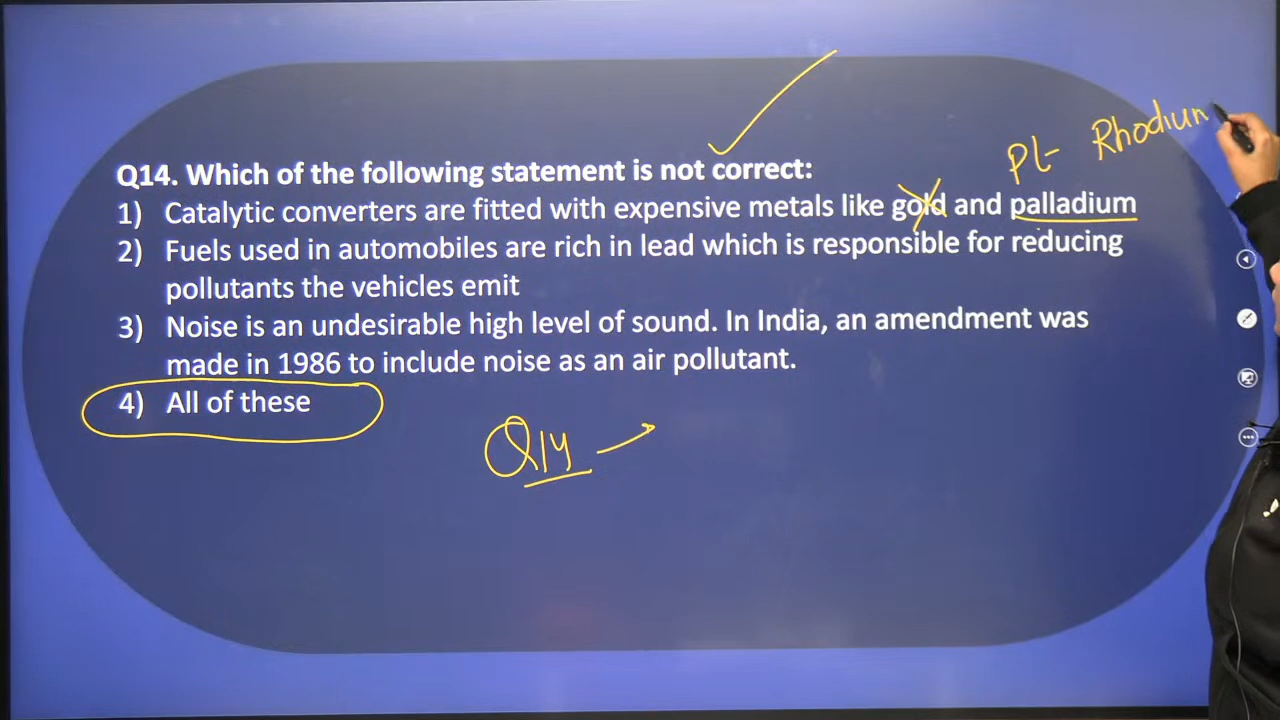 Pt- Rhodium
Q14. Which of the following statement is not correct:
1) Catalytic converters are fitted with expensive metals like gold and palladium
2) Fuels used in automobiles are rich in lead which is responsible for reducing
pollutants the vehicles emit
3) Noise is an undesirable high level of sound. In India, an amendment was
made in 1986 to include noise as an air pollutant.
4) All of these
Q14